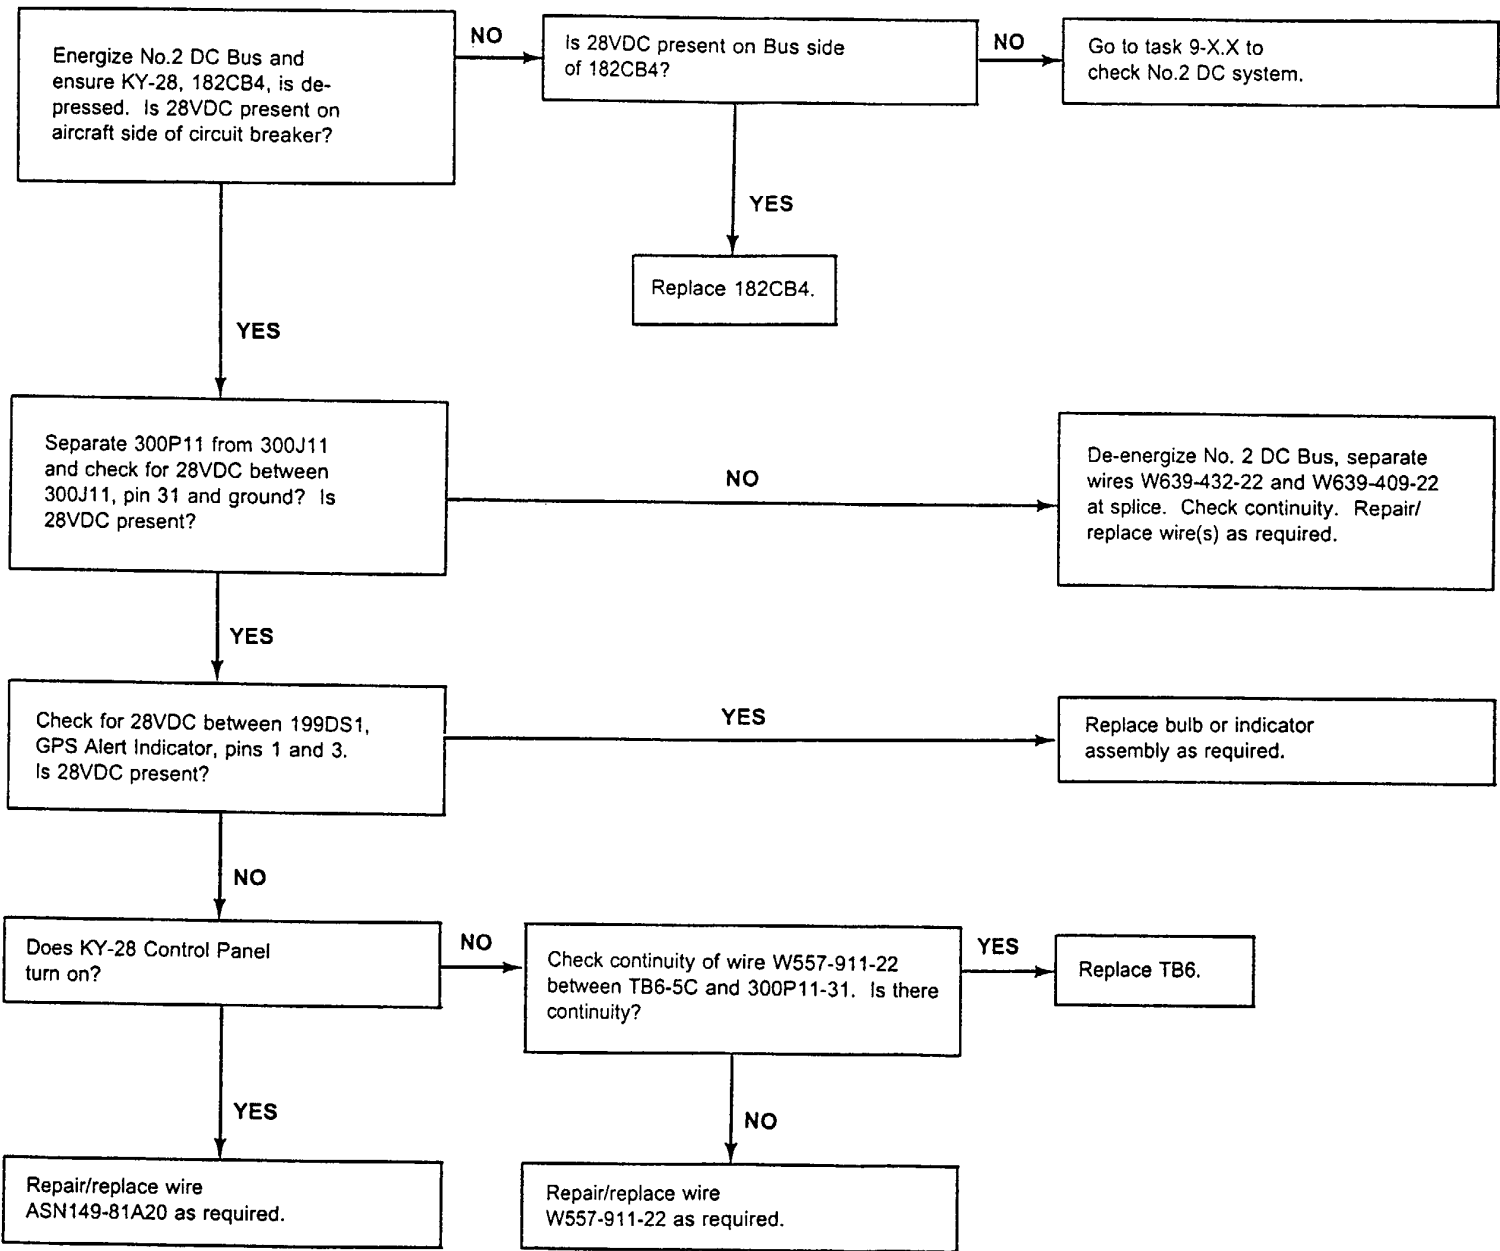 Energize No.2 DC Bus and
ensure KY-28, 182CB4, is de-
pressed. Is 28VDC present on
aircraft side of circuit breaker?
NO
Is 28VDC present on Bus side
of 182CB4?
NO
Go to task 9-X.X to
check No.2 DC system.
YES
Replace 182CB4.
YES
Separate 300P11 from 300J11
and check for 28VDC between
300J11, pin 31 and ground? Is
28VDC present?
NO
De-energize No. 2 DC Bus, separate
wires W639-432-22 and W639-409-22
at splice. Check continuity. Repair/
replace wire(s) as required.
YES
Check for 28VDC between 199DS1,
GPS Alert Indicator, pins 1 and 3.
Is 28VDC present?
YES
Replace bulb or indicator
assembly as required.
NO
Does KY-28 Control Panel
turn on?
NO
Check continuity of wire W557-911-22
between TB6-5C and 300P11-31. Is there
continuity?
YES
Replace TB6.
YES
NO
Repair/replace wire
ASN149-81A20 as required.
Repair/replace wire
W557-911-22 as required.